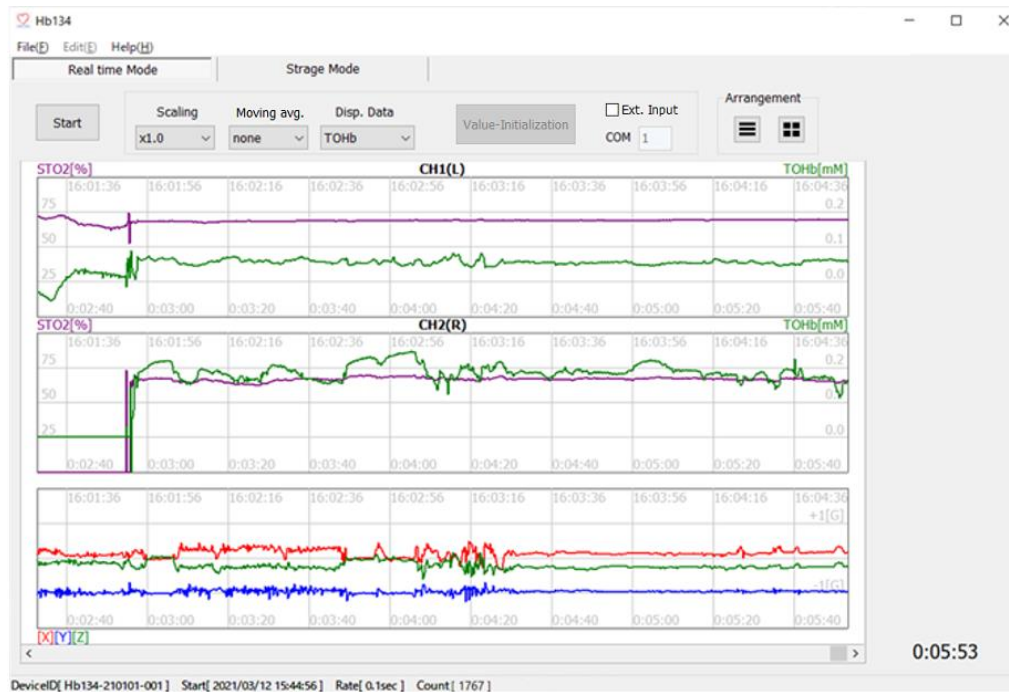 Hb134
File(F) Edit(E) Help(H)
Real time Mode Strage Mode
Start
Scaling Moving avg. Disp. Data
x1.0 none TOHb
Value-Initialization
Ext. Input
COM 1
Arrangement
STO2[%] CH1(L) TOHb[mM]
16:01:36 16:01:56 16:02:16 16:02:36 16:02:56 16:03:16 16:03:36 16:03:56 16:04:16 16:04:36
75 0.2
50 0.1
25 0.0
0:02:40 0:03:00 0:03:20 0:03:40 0:04:00 0:04:20 0:04:40 0:05:00 0:05:20 0:05:40
STO2[%] CH2(R) TOHb[mM]
16:01:36 16:01:56 16:02:16 16:02:36 16:02:56 16:03:16 16:03:36 16:03:56 16:04:16 16:04:36
75 0.2
50
25 0.0
0:02:40 0:03:00 0:03:20 0:03:40 0:04:00 0:04:20 0:04:40 0:05:00 0:05:20 0:05:40
16:01:36 16:01:56 16:02:16 16:02:36 16:02:56 16:03:16 16:03:36 16:03:56 16:04:16 16:04:36
+1[G]
-1[G]
0:02:40 0:03:00 0:03:20 0:03:40 0:04:00 0:04:20 0:04:40 0:05:00 0:05:20 0:05:40
[X][Y][Z]
0:05:53
DeviceID[ Hb134-210101-001 ] Start[ 2021/03/12 15:44:56 ] Rate[ 0.1sec ] Count[ 1767 ]